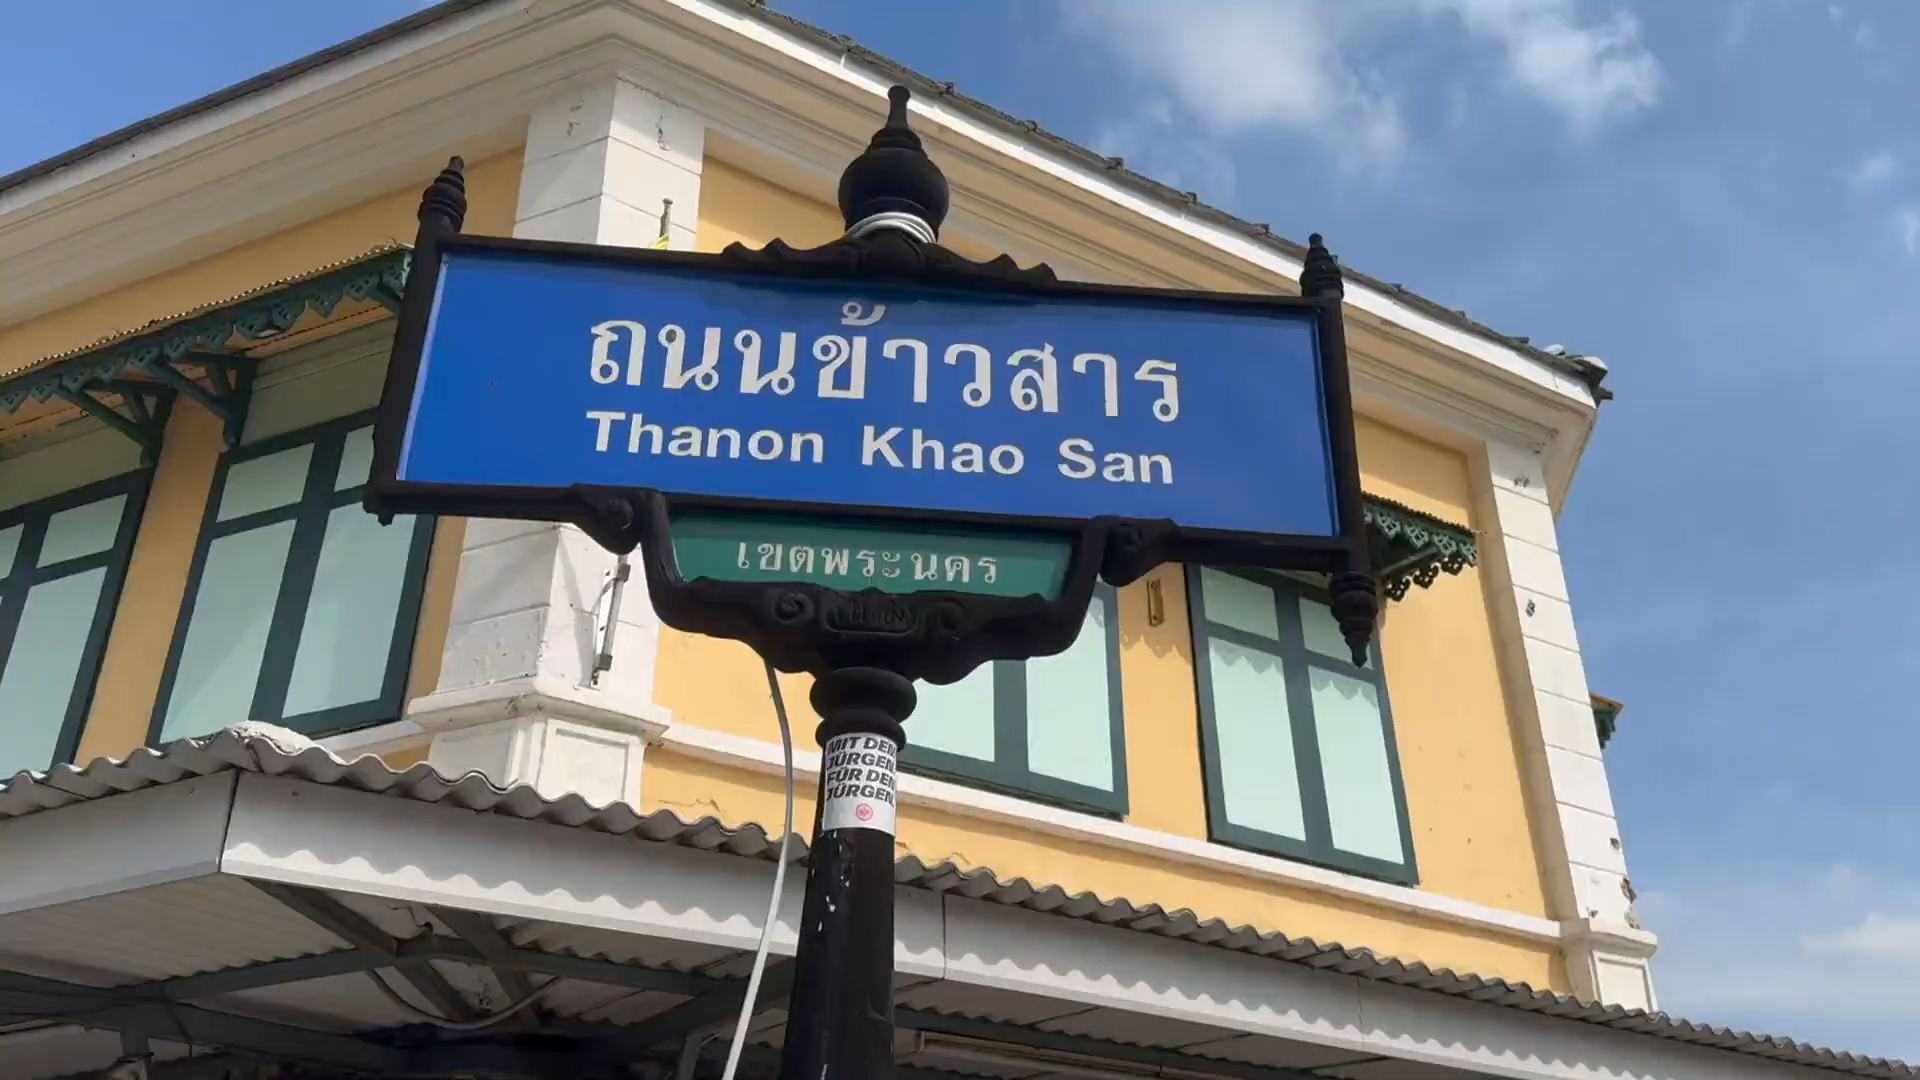 ถนนข้าวสาร
Thanon Khao San
เขตพระนคร
MIT DEM
JÜRGEN
FÜR DEN
JÜRGEN.